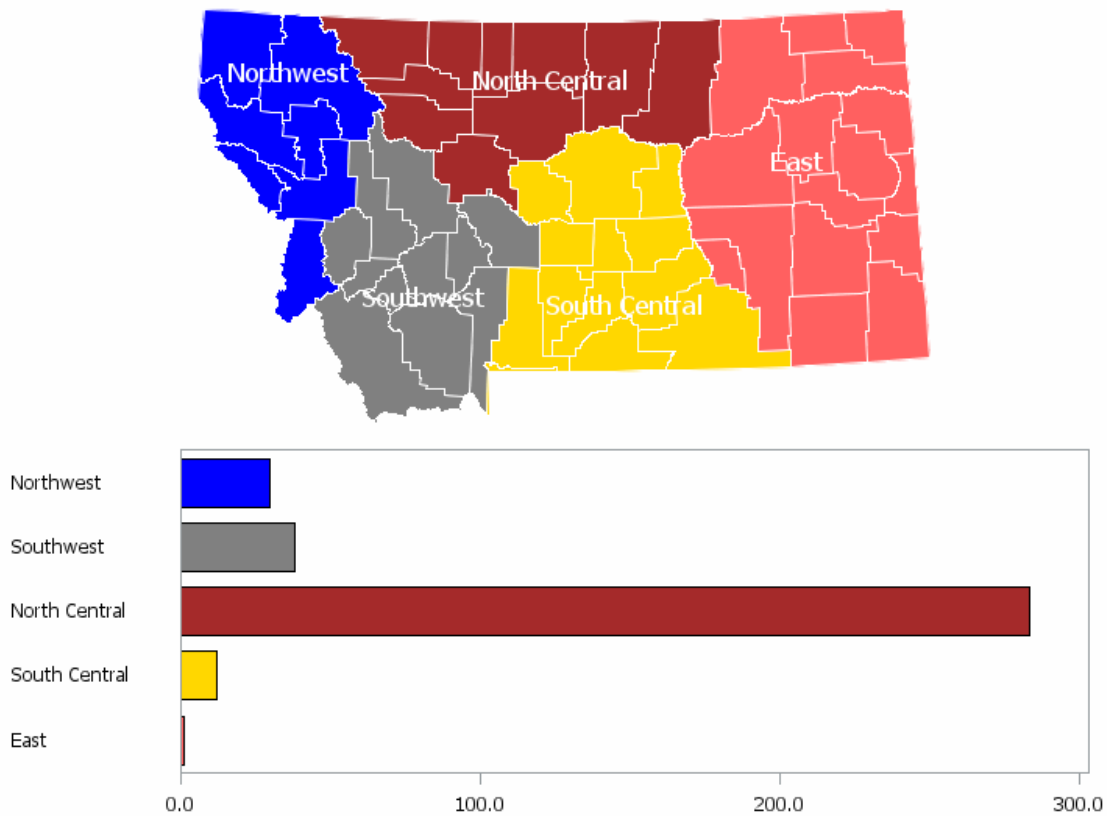 Northwest
North Central
East
Southwest
South Central
Northwest
Southwest
North Central
South Central
East
0.0
100.0
200.0
300.0